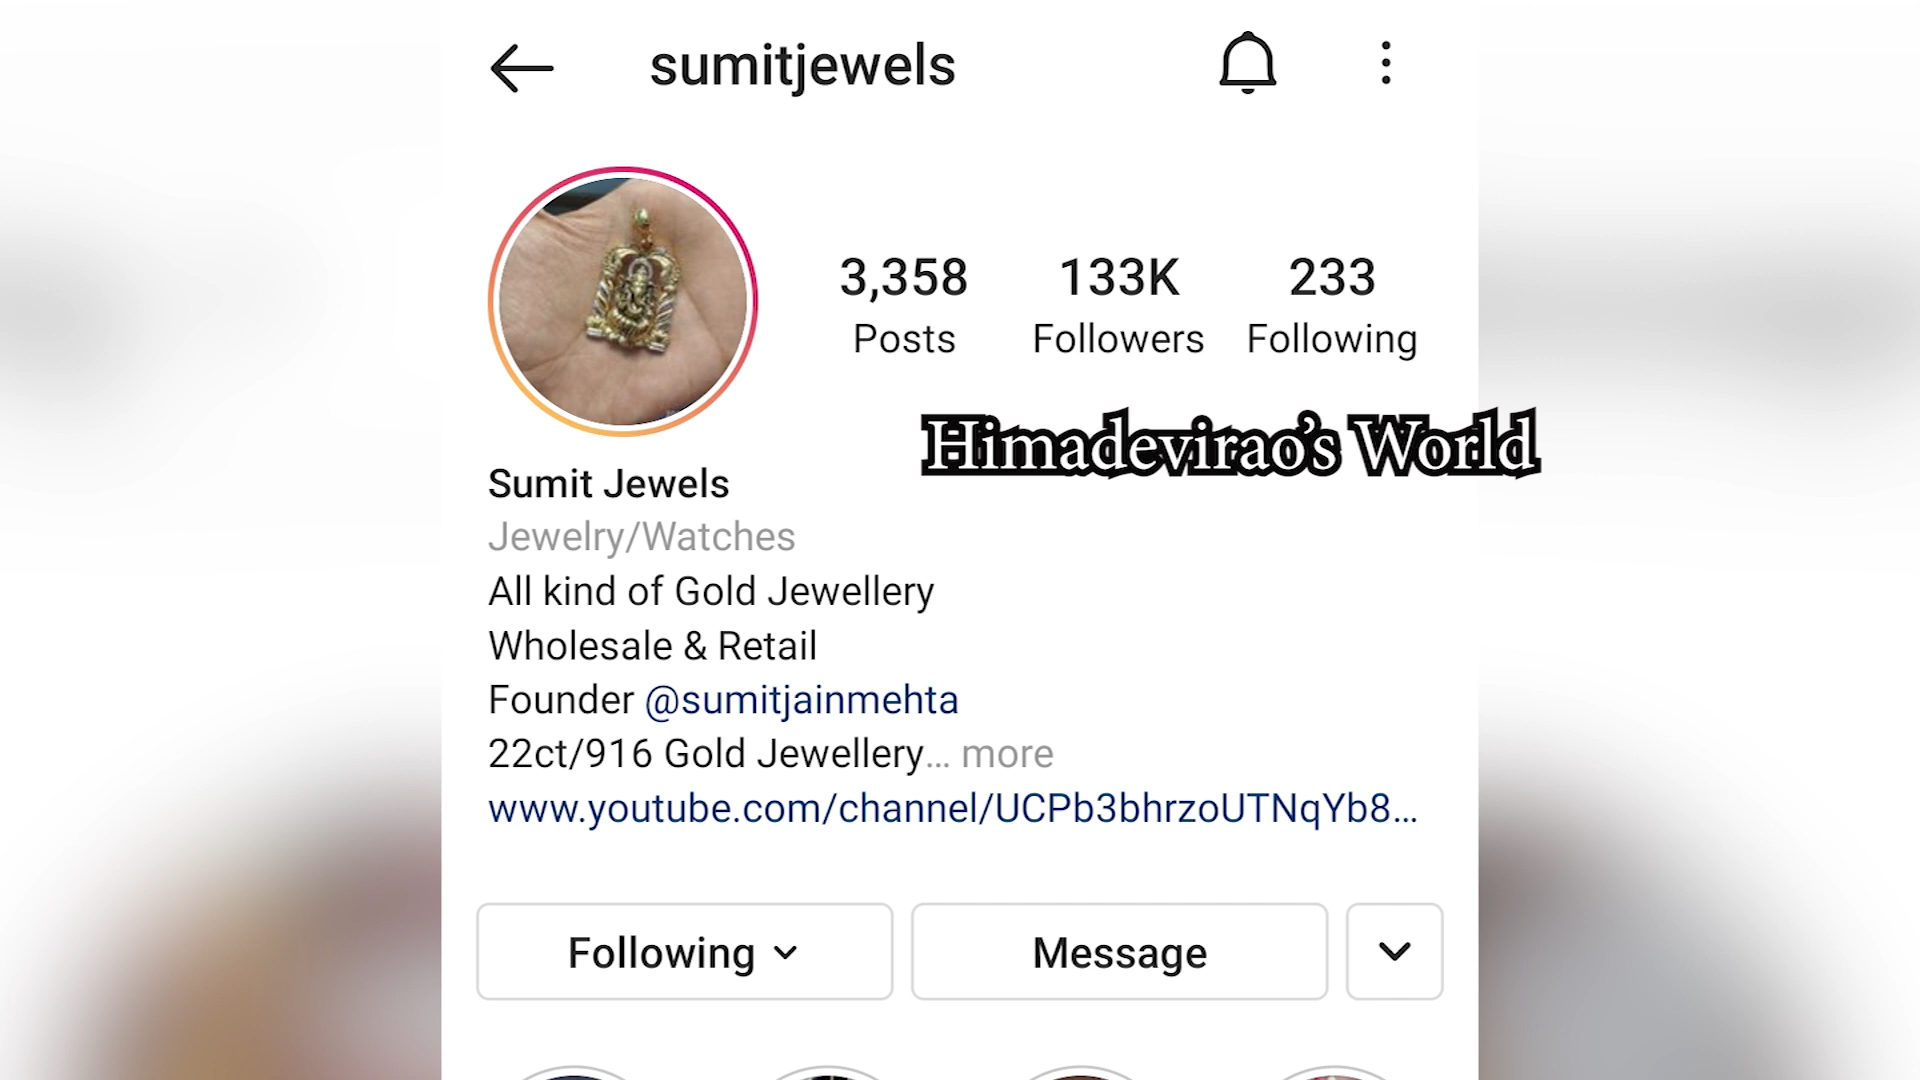 sumitjewels
3,358 133K 233
Posts Followers Following
Himadevirao's World
Sumit Jewels
Jewelry/Watches
All kind of Gold Jewellery
Wholesale & Retail
Founder @sumitjainmehta
22ct/916 Gold Jewellery... more
www.youtube.com/channel/UCPb3bhrzoUTNqYb8...
Following Message